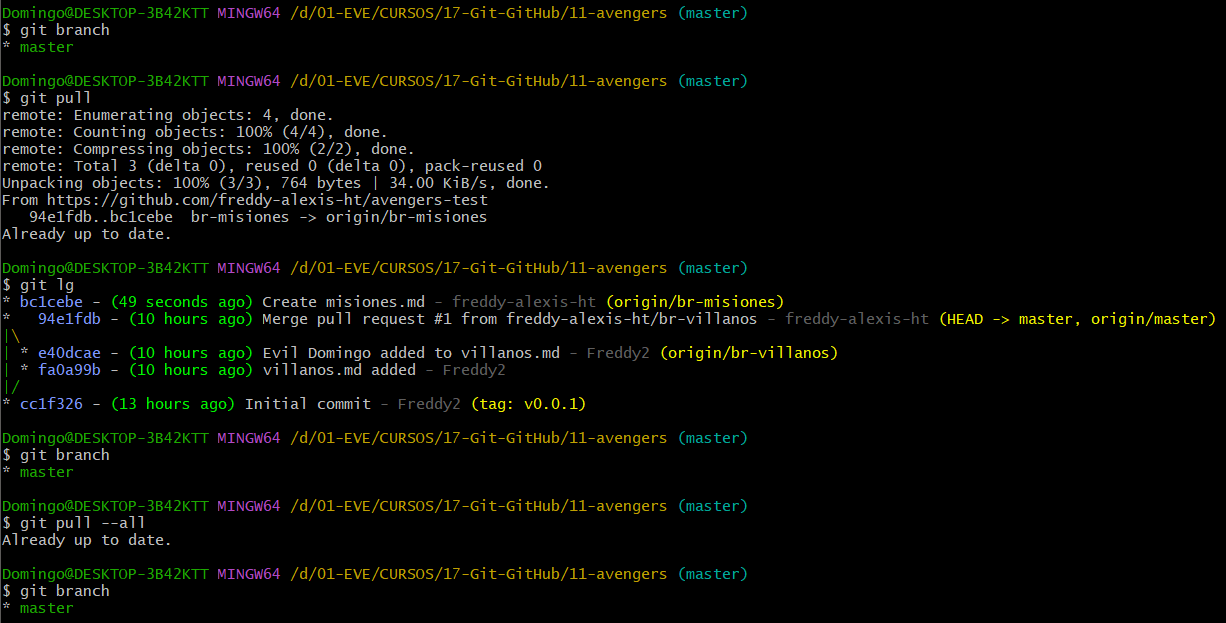 Domingo@DESKTOP-3B42KTT MINGW64 /d/01-EVE/CURSOS/17-Git-GitHub/11-avengers (master)
$ git branch
* master
Domingo@DESKTOP-3B42KTT MINGW64 /d/01-EVE/CURSOS/17-Git-GitHub/11-avengers (master)
$ git pull
remote: Enumerating objects: 4, done.
remote: Counting objects: 100% (4/4), done.
remote: Compressing objects: 100% (2/2), done.
remote: Total 3 (delta 0), reused 0 (delta 0), pack-reused 0
Unpacking objects: 100% (3/3), 764 bytes | 34.00 KiB/s, done.
From https://github.com/freddy-alexis-ht/avengers-test
   94e1fdb..bc1cebe  br-misiones -> origin/br-misiones
Already up to date.
Domingo@DESKTOP-3B42KTT MINGW64 /d/01-EVE/CURSOS/17-Git-GitHub/11-avengers (master)
$ git lg
* bc1cebe - (49 seconds ago) Create misiones.md - freddy-alexis-ht (origin/br-misiones)
*   94e1fdb - (10 hours ago) Merge pull request #1 from freddy-alexis-ht/br-villanos - freddy-alexis-ht (HEAD -> master, origin/master)
|\
| * e40dcae - (10 hours ago) Evil Domingo added to villanos.md - Freddy2 (origin/br-villanos)
| * fa0a99b - (10 hours ago) villanos.md added - Freddy2
|/
* cc1f326 - (13 hours ago) Initial commit - Freddy2 (tag: v0.0.1)
Domingo@DESKTOP-3B42KTT MINGW64 /d/01-EVE/CURSOS/17-Git-GitHub/11-avengers (master)
$ git branch
* master
Domingo@DESKTOP-3B42KTT MINGW64 /d/01-EVE/CURSOS/17-Git-GitHub/11-avengers (master)
$ git pull --all
Already up to date.
Domingo@DESKTOP-3B42KTT MINGW64 /d/01-EVE/CURSOS/17-Git-GitHub/11-avengers (master)
$ git branch
* master